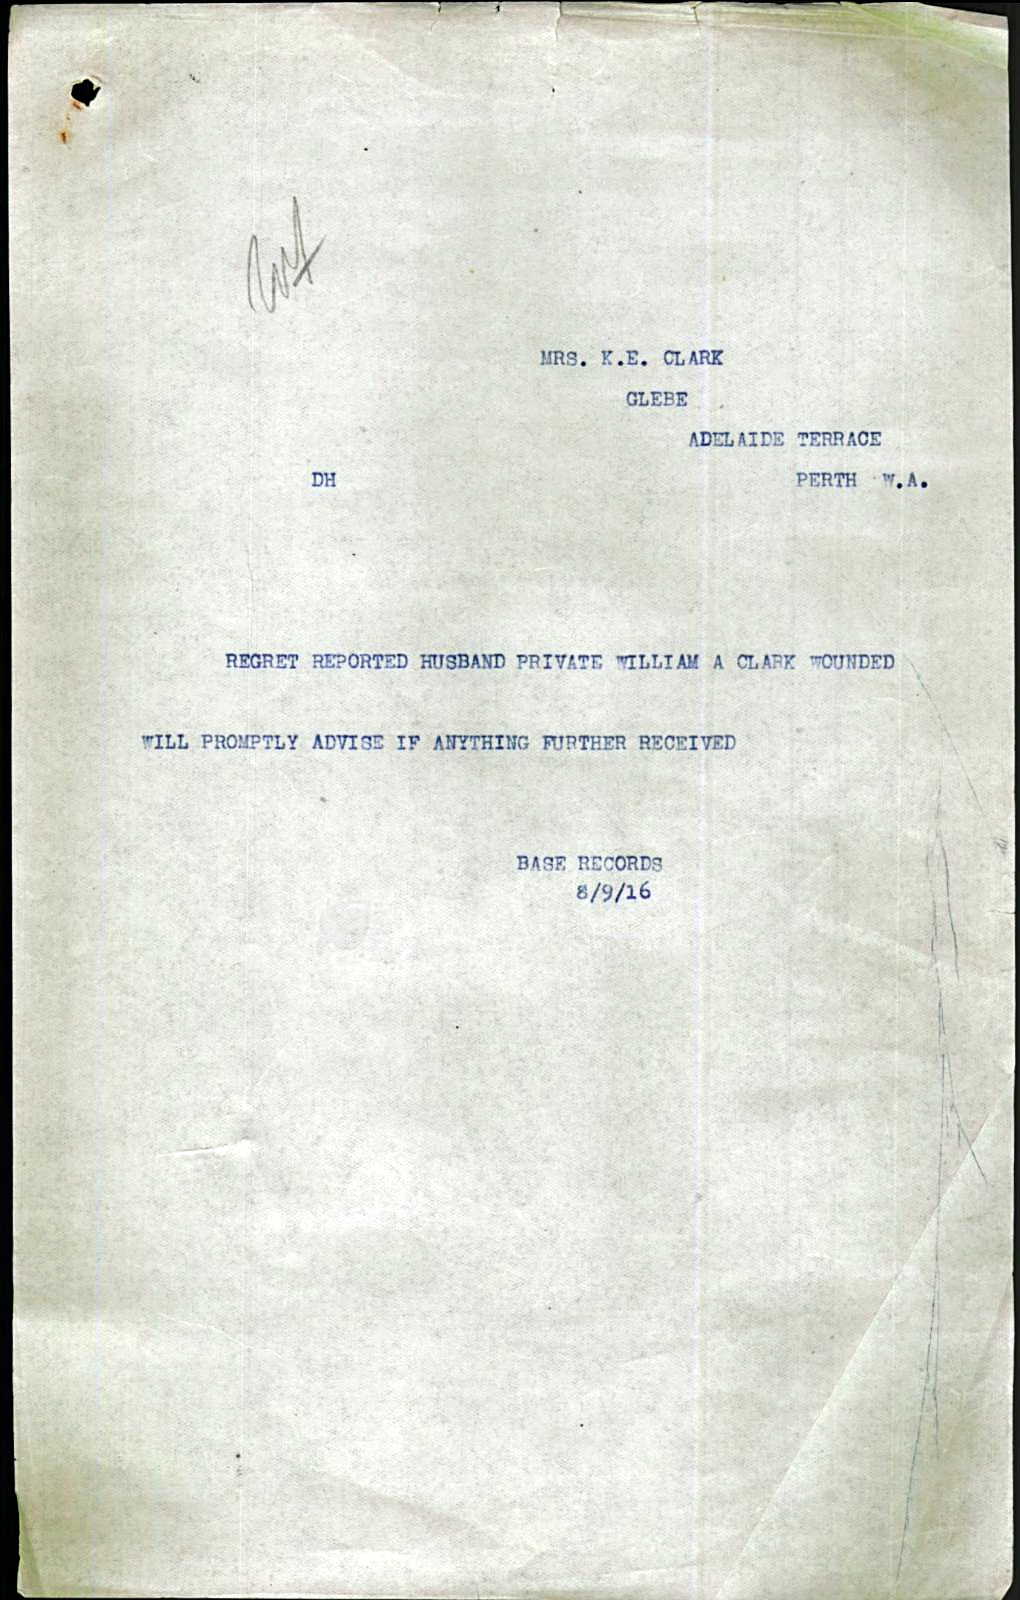 MRS. K.E. CLARK
GLEBE
ADELAIDE TERRACE
DH PERTH W.A.
REGRET REPORTED HUSBAND PRIVATE WILLIAM A CLARK WOUNDED
WILL PROMPTLY ADVISE IF ANYTHING FURTHER RECEIVED
BASE RECORDS
8/9/16